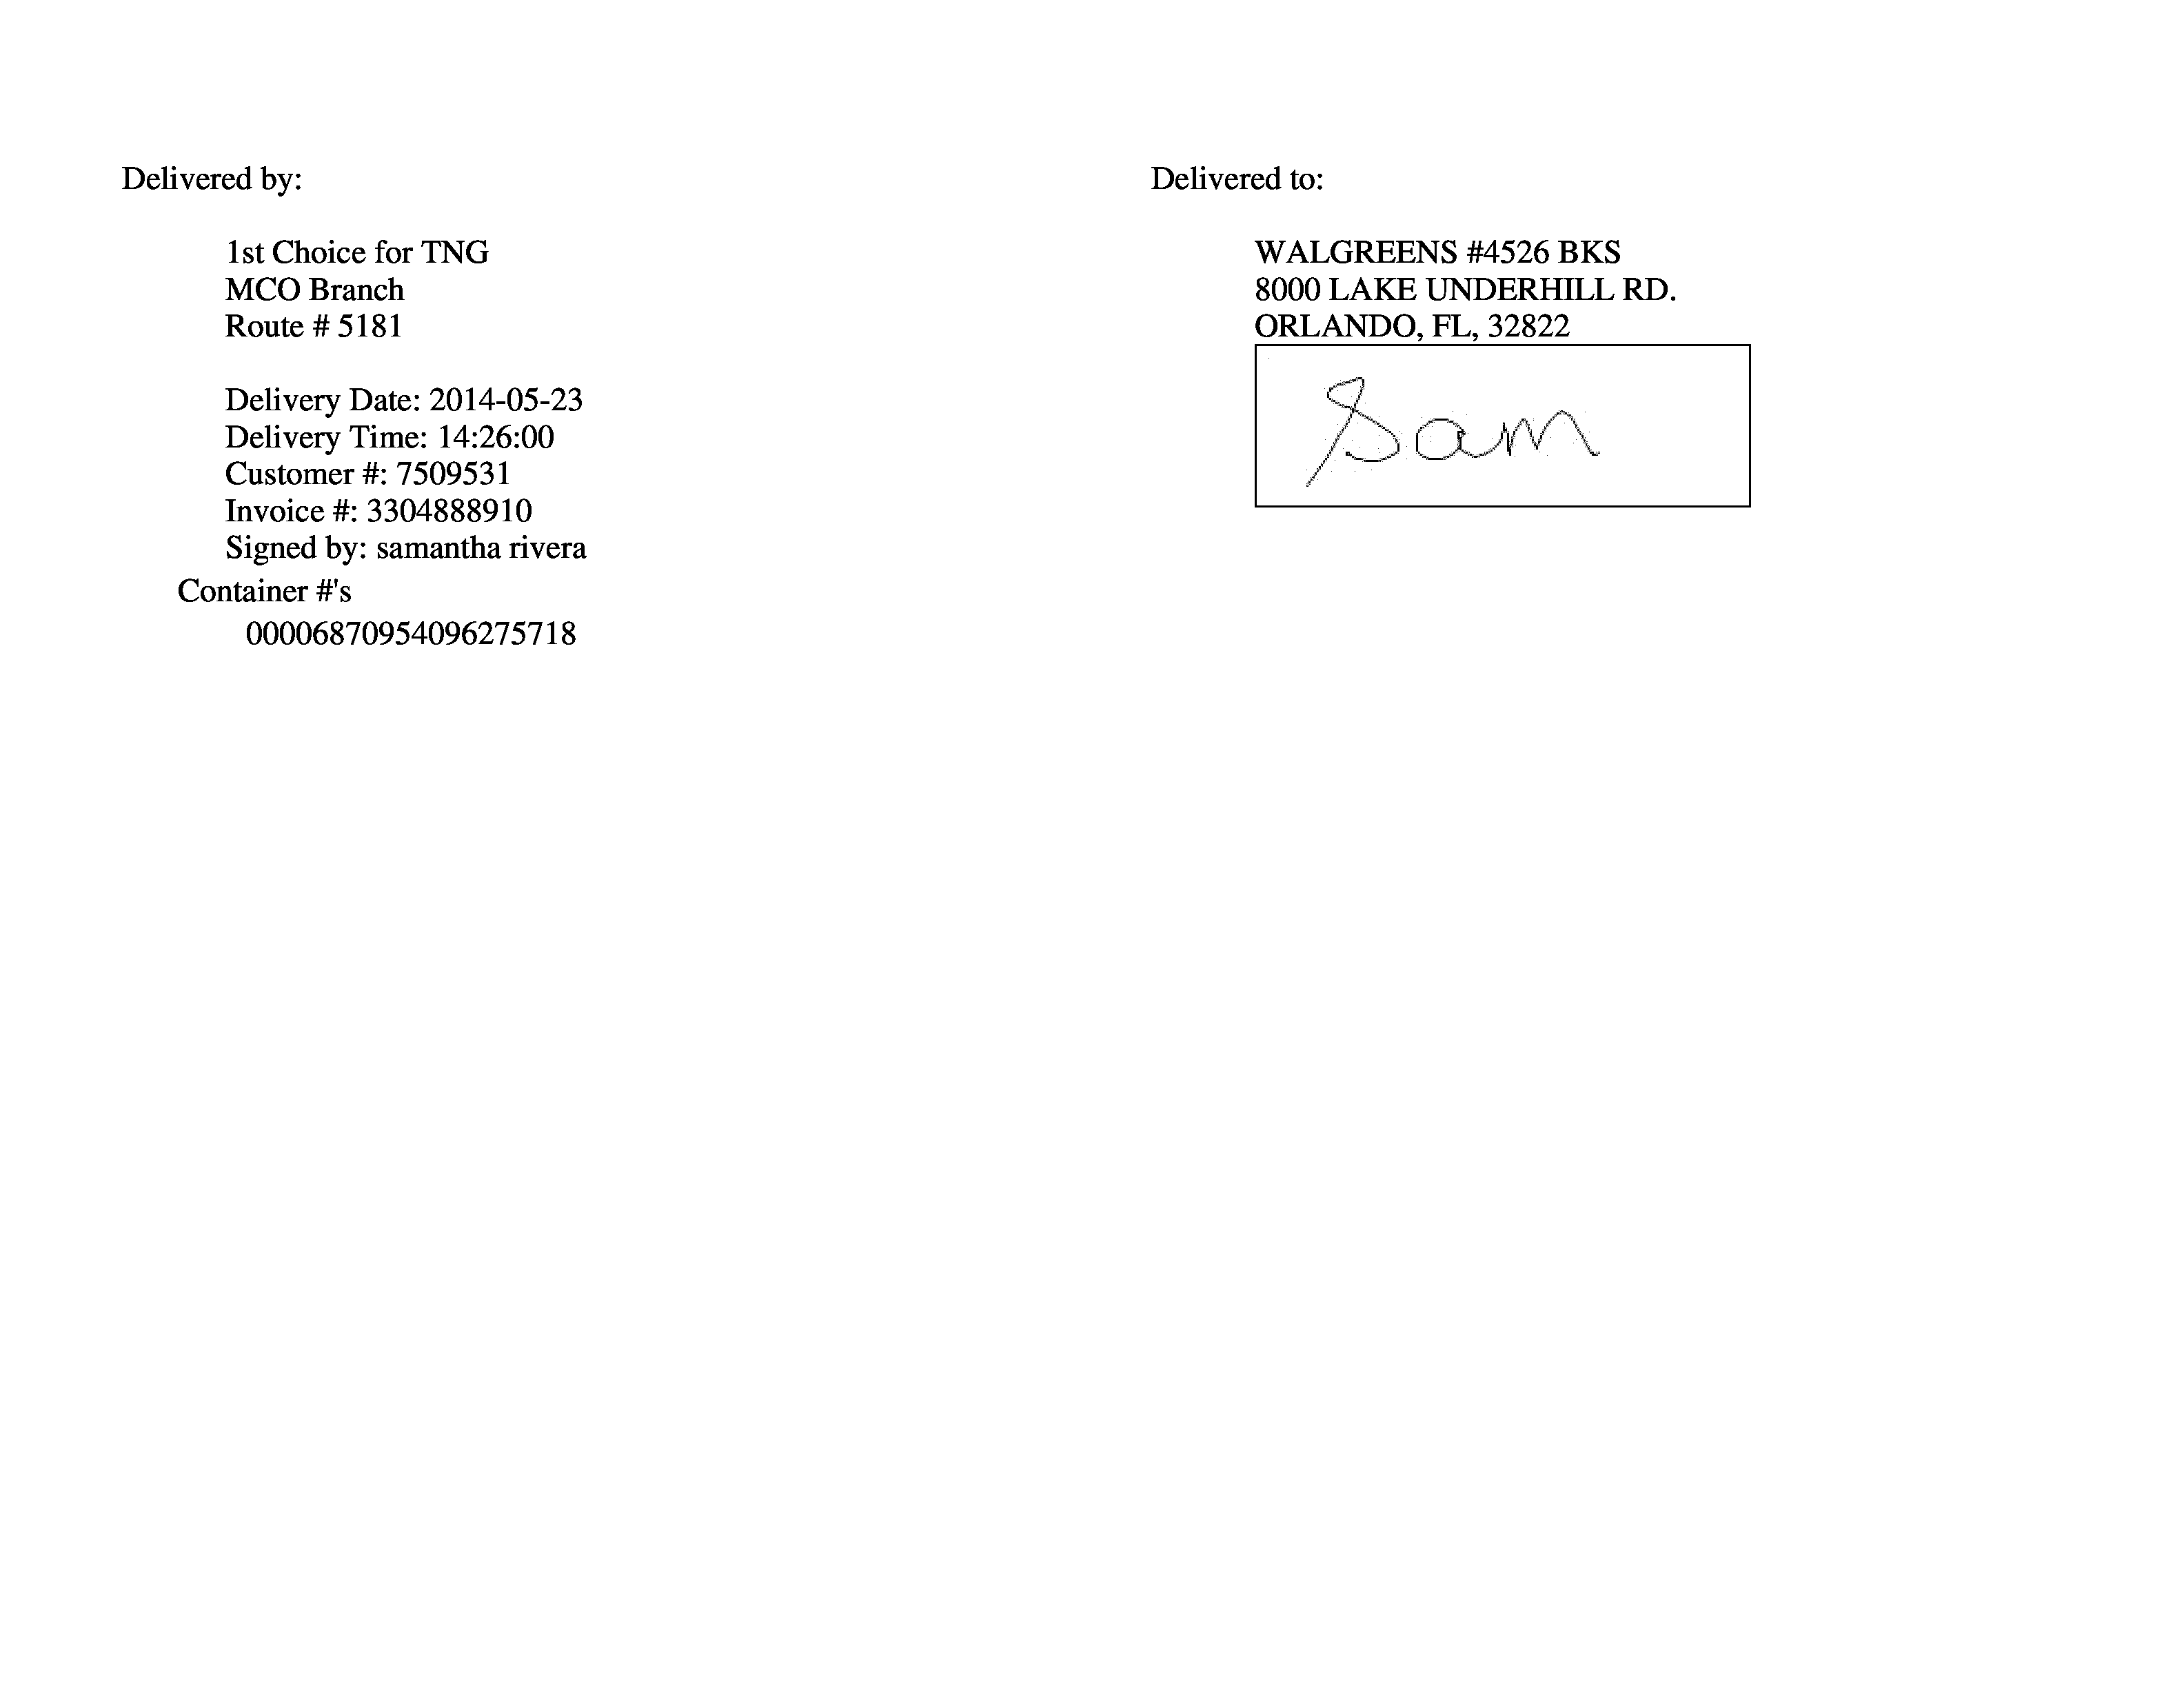 Delivered by:
1st Choice for TNG
MCO Branch
Route # 5181
Delivery Date: 2014-05-23
Delivery Time: 14:26:00
Customer #: 7509531
Invoice #: 3304888910
Signed by: samantha rivera
Container #'s
00006870954096275718
Delivered to:
WALGREENS #4526 BKS
8000 LAKE UNDERHILL RD.
ORLANDO, FL, 32822
Sam